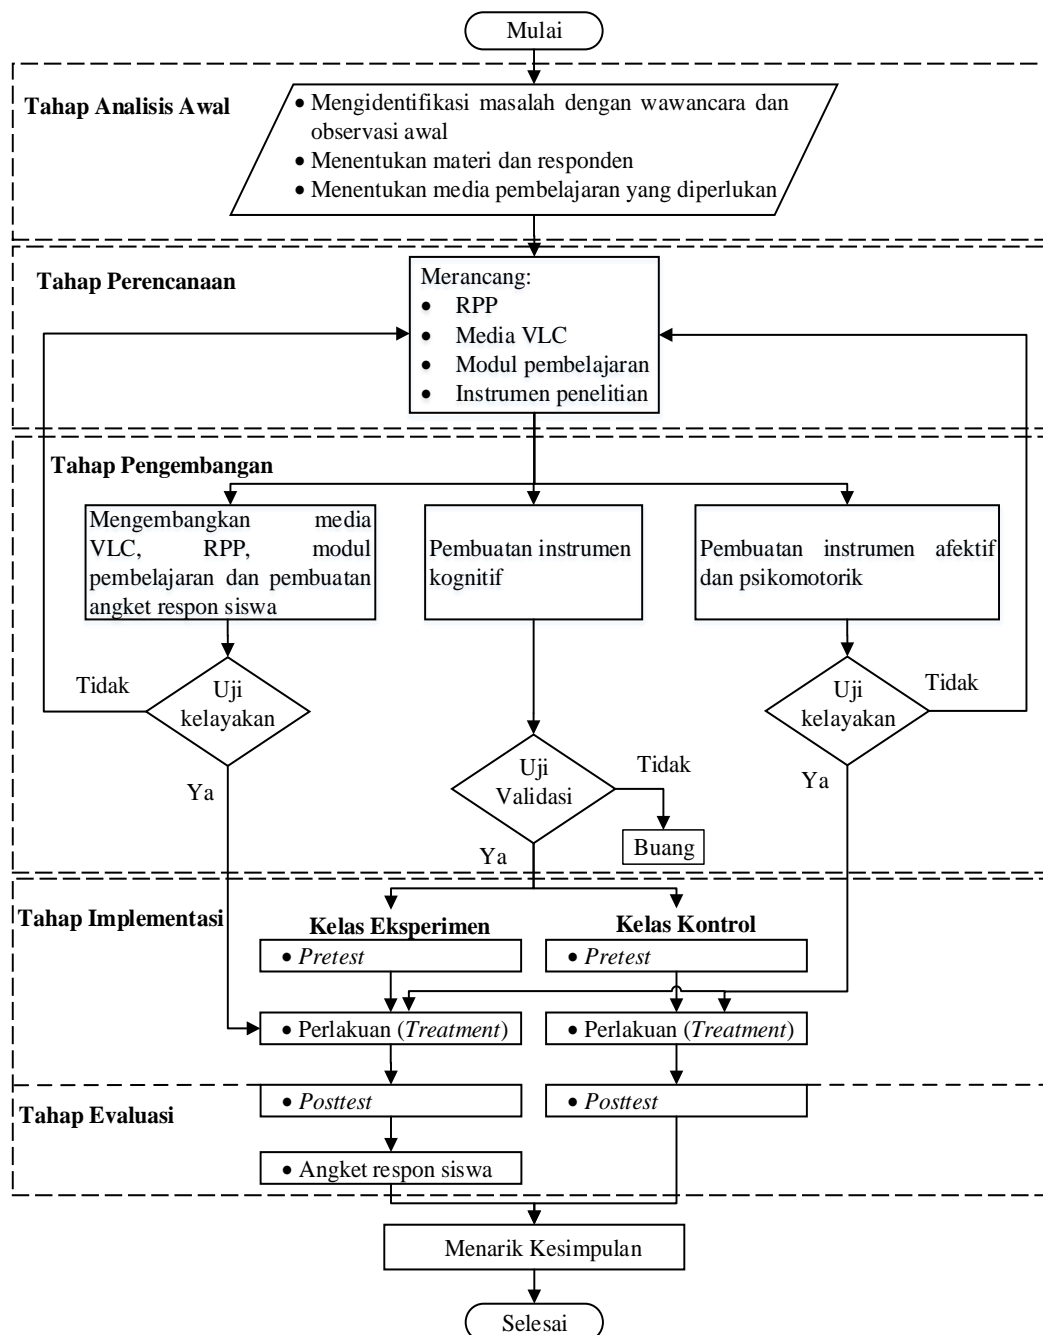 Mulai
Tahap Analisis Awal
• Mengidentifikasi masalah dengan wawancara dan
observasi awal
• Menentukan materi dan responden
• Menentukan media pembelajaran yang diperlukan
Tahap Perencanaan
Merancang:
• RPP
• Media VLC
• Modul pembelajaran
• Instrumen penelitian
Tahap Pengembangan
Mengembangkan media
VLC, RPP, modul
pembelajaran dan pembuatan
angket respon siswa
Pembuatan instrumen
kognitif
Pembuatan instrumen afektif
dan psikomotorik
Tidak
Uji
kelayakan
Ya
Uji
Validasi
Tidak
Buang
Ya
Uji
kelayakan
Tidak
Ya
Tahap Implementasi
Kelas Eksperimen
Kelas Kontrol
• Pretest
• Pretest
• Perlakuan (Treatment)
• Perlakuan (Treatment)
Tahap Evaluasi
• Posttest
• Posttest
• Angket respon siswa
Menarik Kesimpulan
Selesai